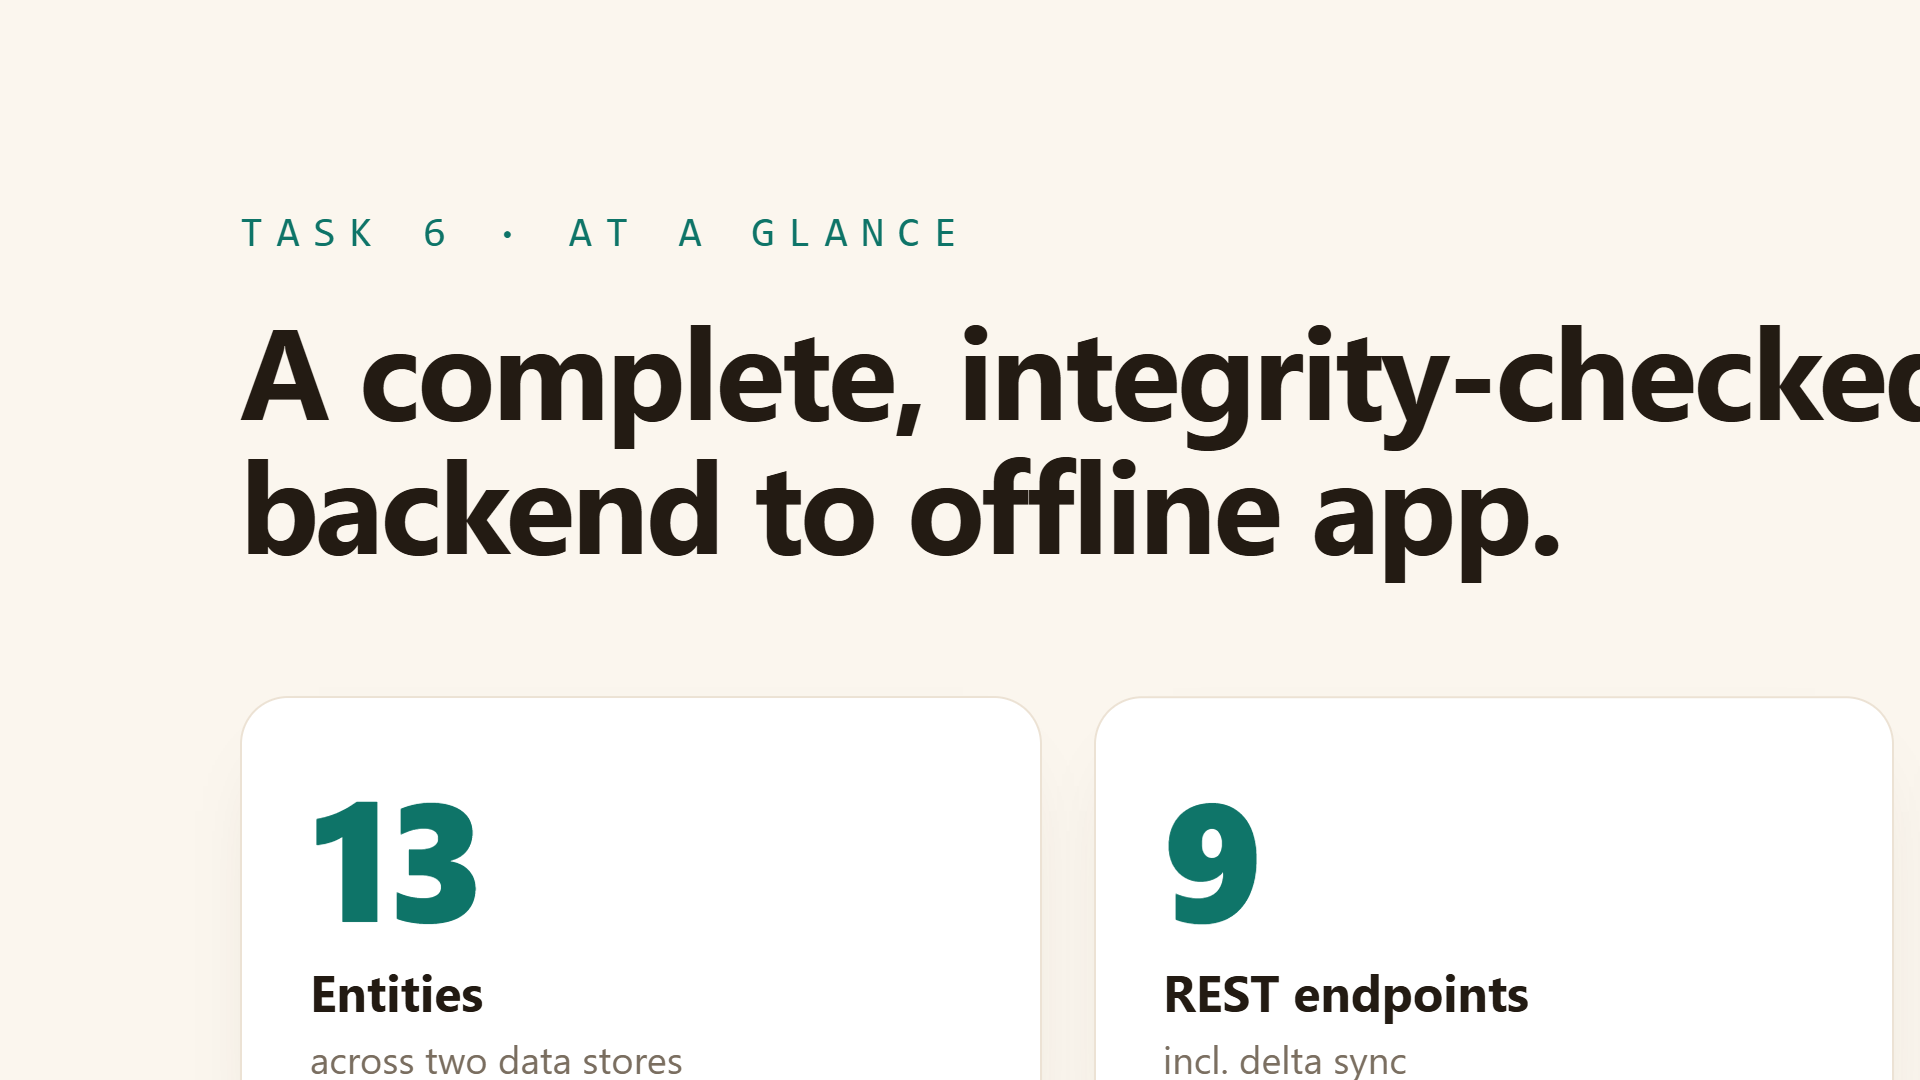 TASK 6 · AT A GLANCE
A complete, integrity-checked
backend to offline app.
13
Entities
across two data stores
9
REST endpoints
incl. delta sync